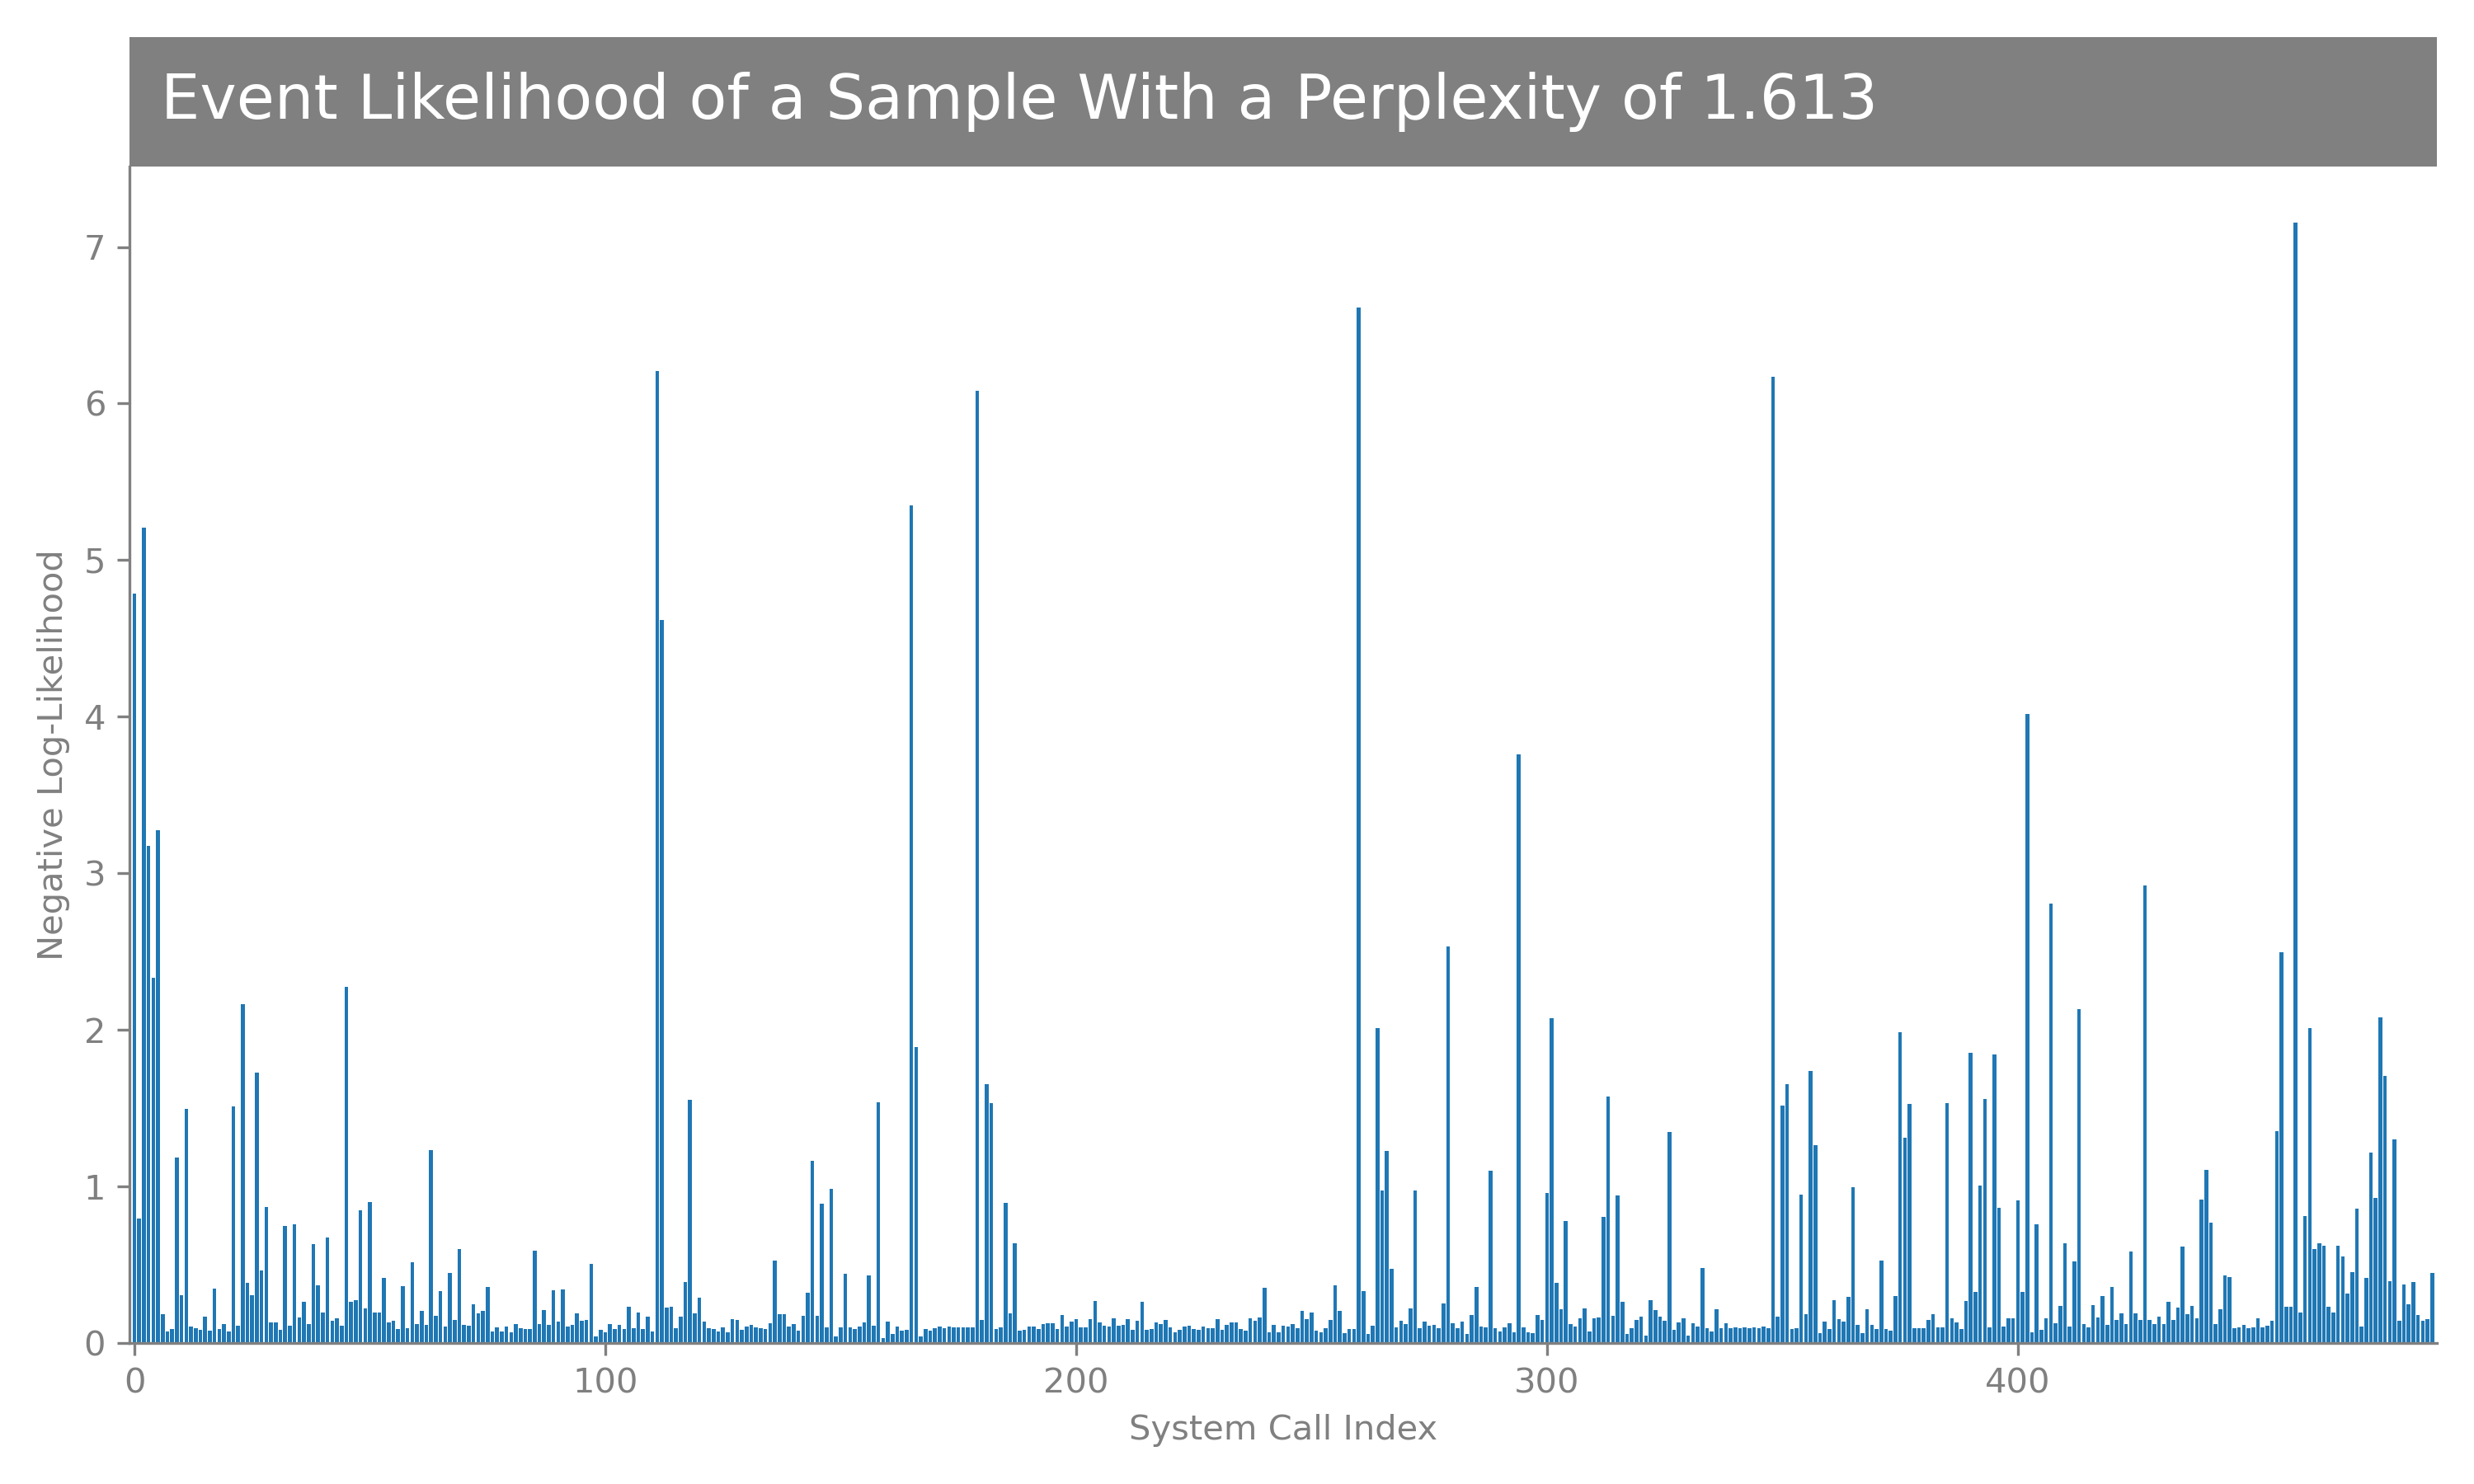 Event Likelihood of a Sample With a Perplexity of 1.613
7
6
5
4
3
2
1
0
Negative Log-Likelihood
0 100 200 300 400
System Call Index